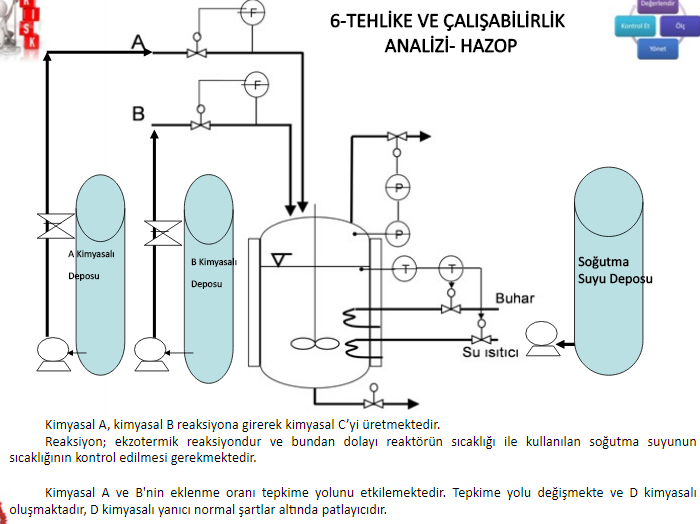 R
İ
S
K
6-TEHLİKE VE ÇALIŞABİLİRLİK
ANALİZİ- HAZOP
Değerlendir
Kontrol Et
Ölç
Yönet
F
A
F
B
P
P
A Kimyasalı
Deposu
B Kimyasalı
Deposu
T
T
Buhar
Su ısıtıcı
Soğutma
Suyu Deposu
Kimyasal A, kimyasal B reaksiyona girerek kimyasal C’yi üretmektedir.
Reaksiyon; ekzotermik reaksiyondur ve bundan dolayı reaktörün sıcaklığı ile kullanılan soğutma suyunun
sıcaklığının kontrol edilmesi gerekmektedir.
Kimyasal A ve B'nin eklenme oranı tepkime yolunu etkilemektedir. Tepkime yolu değişmekte ve D kimyasalı
oluşmaktadır, D kimyasalı yanıcı normal şartlar altında patlayıcıdır.